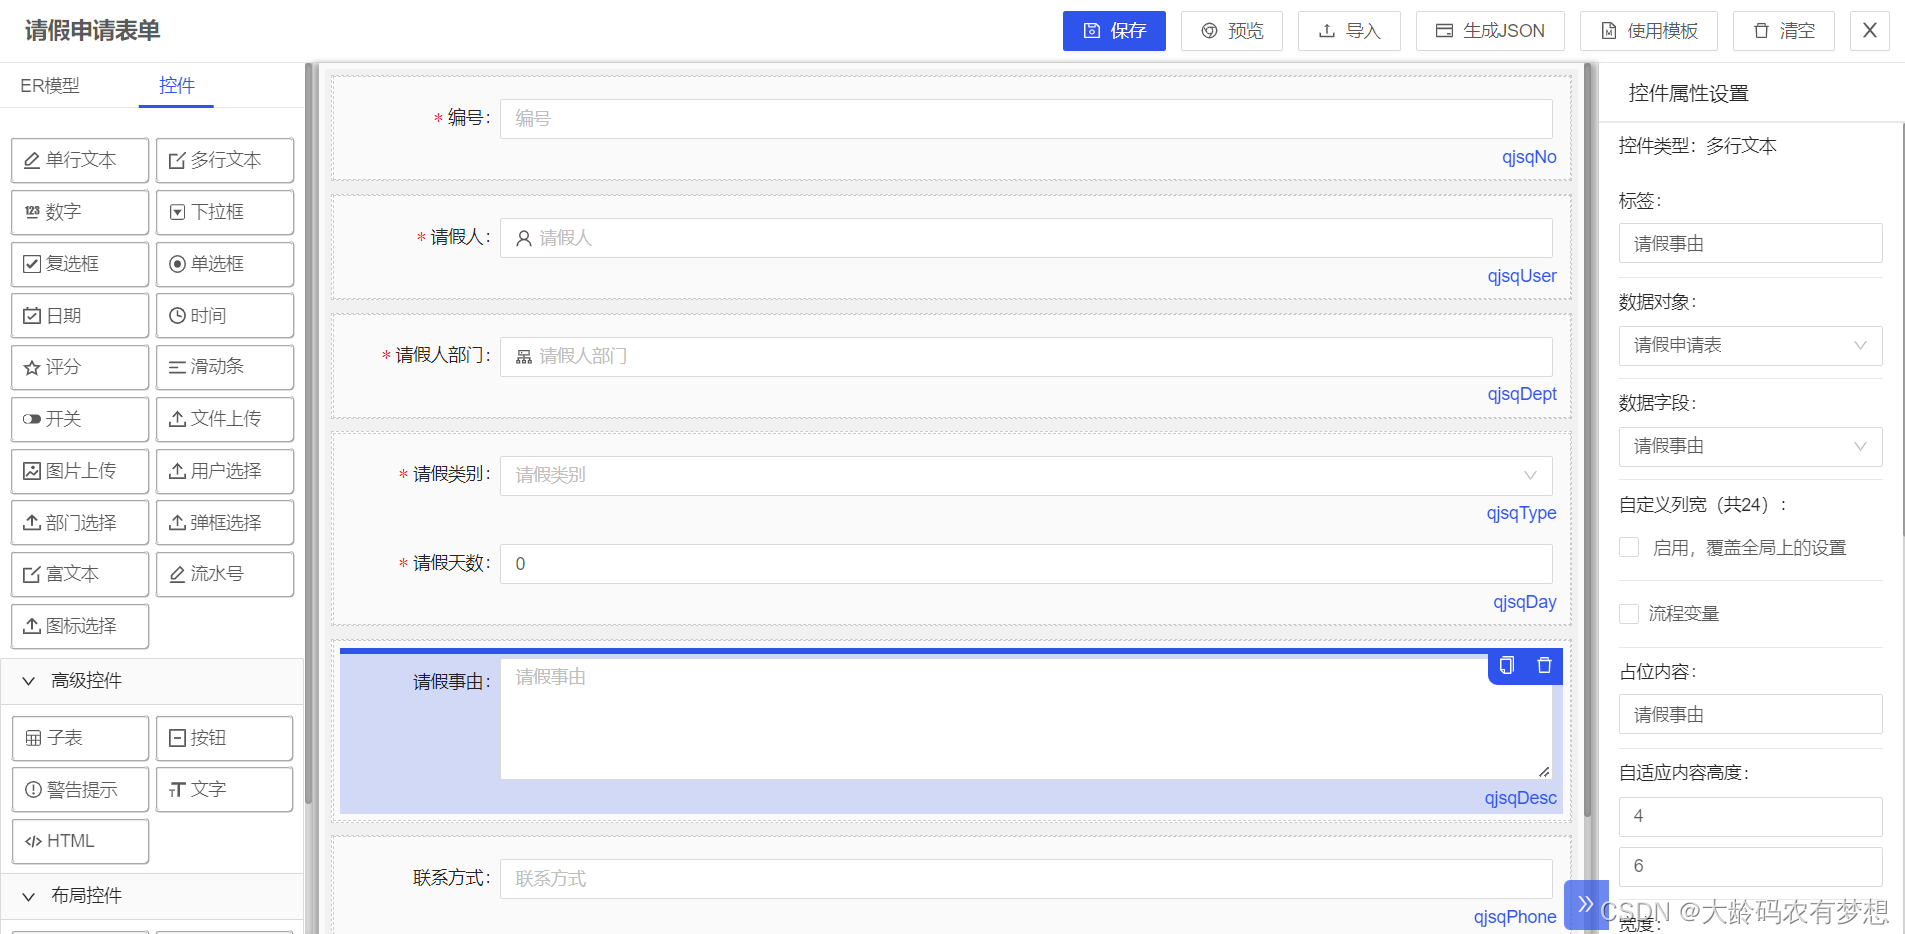 请假申请表单
保存
预览
导入
生成JSON
使用模板
清空
X
ER模型
控件
单行文本
多行文本
123 数字
下拉框
复选框
单选框
日期
时间
评分
滑动条
开关
文件上传
图片上传
用户选择
部门选择
弹框选择
富文本
流水号
图标选择
高级控件
子表
按钮
警告提示
文字
HTML
布局控件
* 编号:
编号
qjsqNo
* 请假人:
请假人
qjsqUser
* 请假人部门:
请假人部门
qjsqDept
* 请假类别:
请假类别
qjsqType
* 请假天数:
0
qjsqDay
请假事由:
请假事由
qjsqDesc
联系方式:
联系方式
qjsqPhone
控件属性设置
控件类型: 多行文本
标签:
请假事由
数据对象:
请假申请表
数据字段:
请假事由
自定义列宽（共24）:
启用，覆盖全局上的设置
流程变量
占位内容:
请假事由
自适应内容高度:
4
6
宽度:
CSDN @大龄码农有梦想